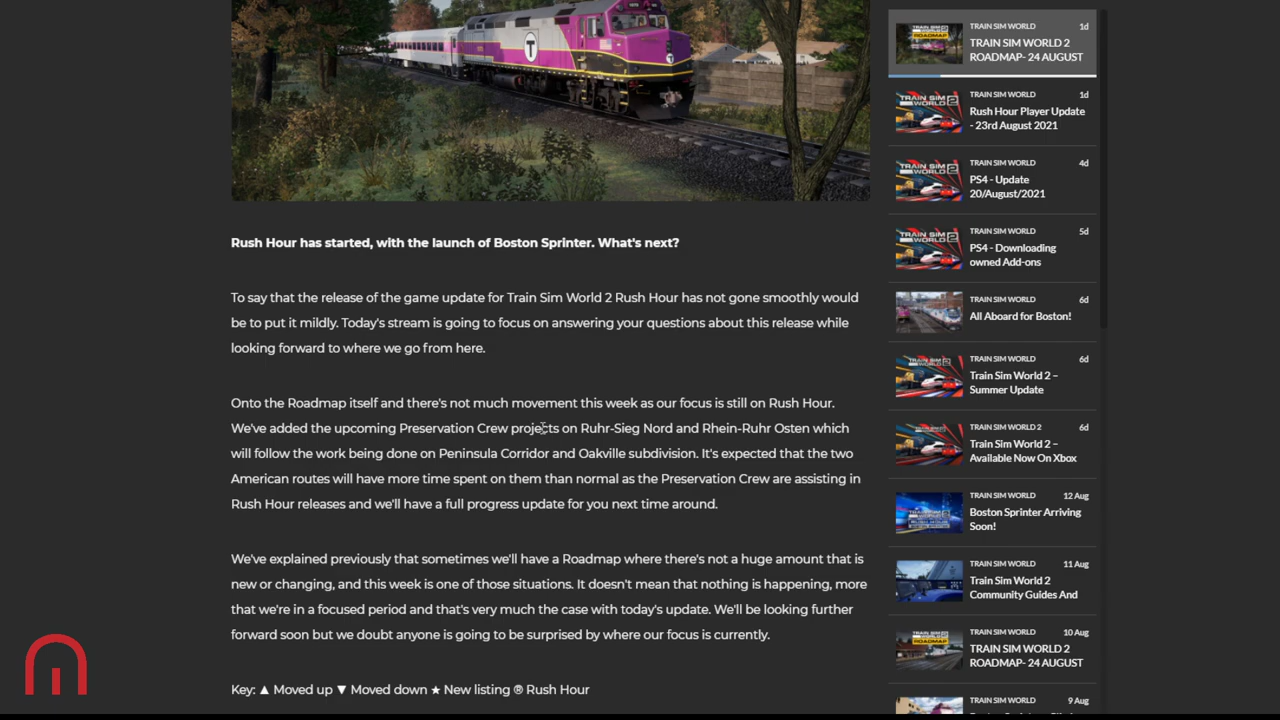 Rush Hour has started, with the launch of Boston Sprinter. What's next?
To say that the release of the game update for Train Sim World 2 Rush Hour has not gone smoothly would
be to put it mildly. Today's stream is going to focus on answering your questions about this release while
looking forward to where we go from here.
Onto the Roadmap itself and there's not much movement this week as our focus is still on Rush Hour.
We've added the upcoming Preservation Crew projects on Ruhr-Sieg Nord and Rhein-Ruhr Osten which
will follow the work being done on Peninsula Corridor and Oakville subdivision. It's expected that the two
American routes will have more time spent on them than normal as the Preservation Crew are assisting in
Rush Hour releases and we'll have a full progress update for you next time around.
We've explained previously that sometimes we'll have a Roadmap where there's not a huge amount that is
new or changing, and this week is one of those situations. It doesn't mean that nothing is happening, more
that we're in a focused period and that's very much the case with today's update. We'll be looking further
forward soon but we doubt anyone is going to be surprised by where our focus is currently.
Key: ▲ Moved up ▼ Moved down ★ New listing ® Rush Hour
TRAIN SIM WORLD 1d
TRAIN SIM WORLD 2
ROADMAP- 24 AUGUST
TRAIN SIM WORLD 1d
Rush Hour Player Update
- 23rd August 2021
TRAIN SIM WORLD 4d
PS4 - Update
20/August/2021
TRAIN SIM WORLD 5d
PS4 - Downloading
owned Add-ons
TRAIN SIM WORLD 6d
All Aboard for Boston!
TRAIN SIM WORLD 6d
Train Sim World 2 –
Summer Update
TRAIN SIM WORLD 6d
Train Sim World 2 –
Available Now On Xbox
TRAIN SIM WORLD 12 Aug
Boston Sprinter Arriving
Soon!
TRAIN SIM WORLD 11 Aug
Train Sim World 2
Community Guides And
TRAIN SIM WORLD 10 Aug
TRAIN SIM WORLD 2
ROADMAP- 24 AUGUST
TRAIN SIM WORLD 9 Aug